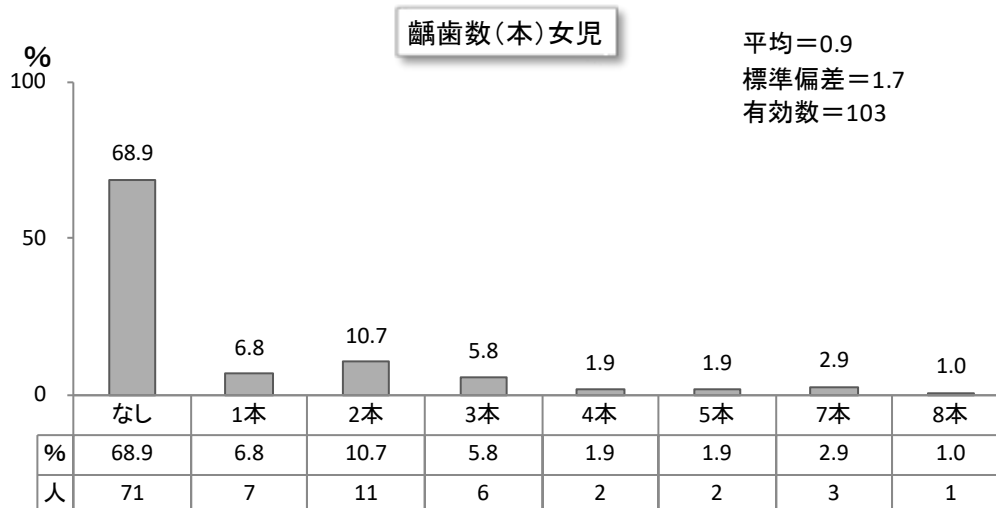 齲歯数(本)女児
平均=0.9
標準偏差=1.7
有効数=103
%
100
50
0
68.9
6.8
10.7
5.8
1.9
1.9
2.9
1.0
なし 1本 2本 3本 4本 5本 7本 8本
% 68.9 6.8 10.7 5.8 1.9 1.9 2.9 1.0
人 71 7 11 6 2 2 3 1